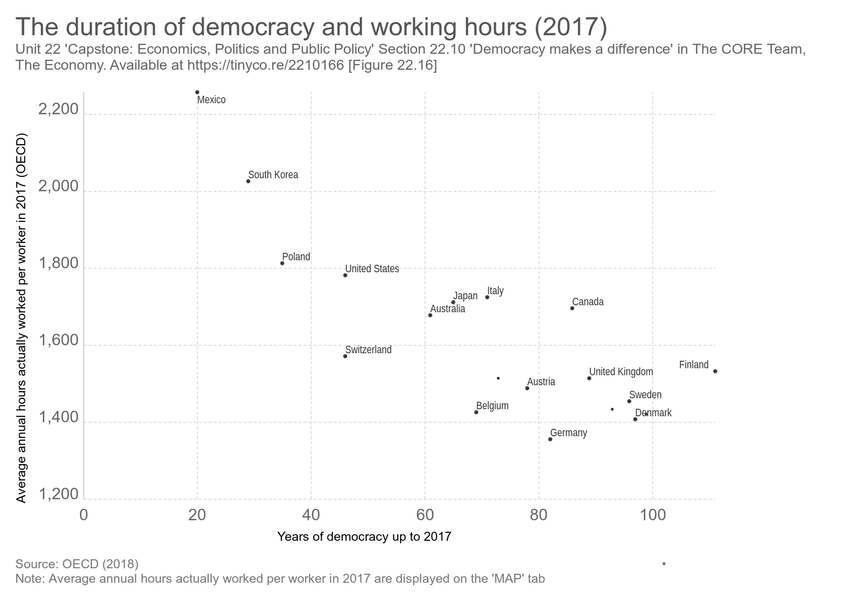 The duration of democracy and working hours (2017)
Unit 22 'Capstone: Economics, Politics and Public Policy' Section 22.10 'Democracy makes a difference' in The CORE Team,
The Economy. Available at https://tinyco.re/2210166 [Figure 22.16]
Mexico
2,200
Average annual hours actually worked per worker in 2017 (OECD)
South Korea
2,000
Poland
1,800
United States
Italy
Japan
Canada
Australia
1,600
Switzerland
Finland
United Kingdom
Austria
Sweden
Belgium
Denmark
1,400
Germany
1,200
0 20 40 60 80 100
Years of democracy up to 2017
Source: OECD (2018)
Note: Average annual hours actually worked per worker in 2017 are displayed on the 'MAP' tab